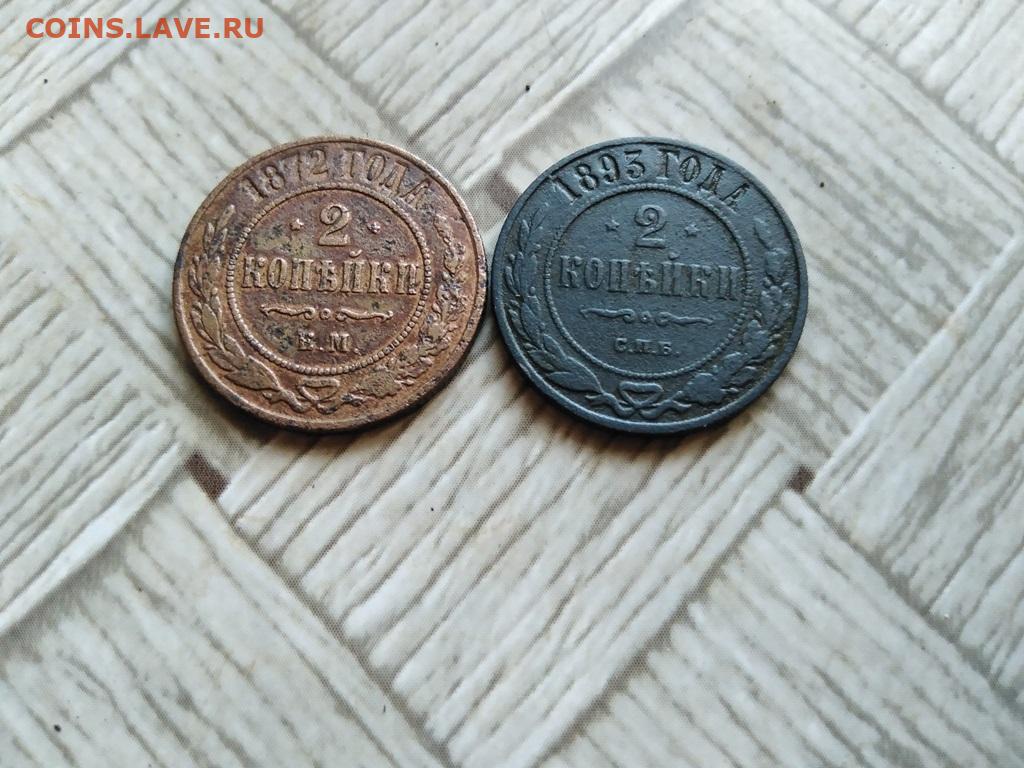 COINS.LAVE.RU
1872 ГОДА
2
КОПѢЙКИ
Е.М.
1893 ГОДА
2
КОПѢЙКИ
С.П.Б.